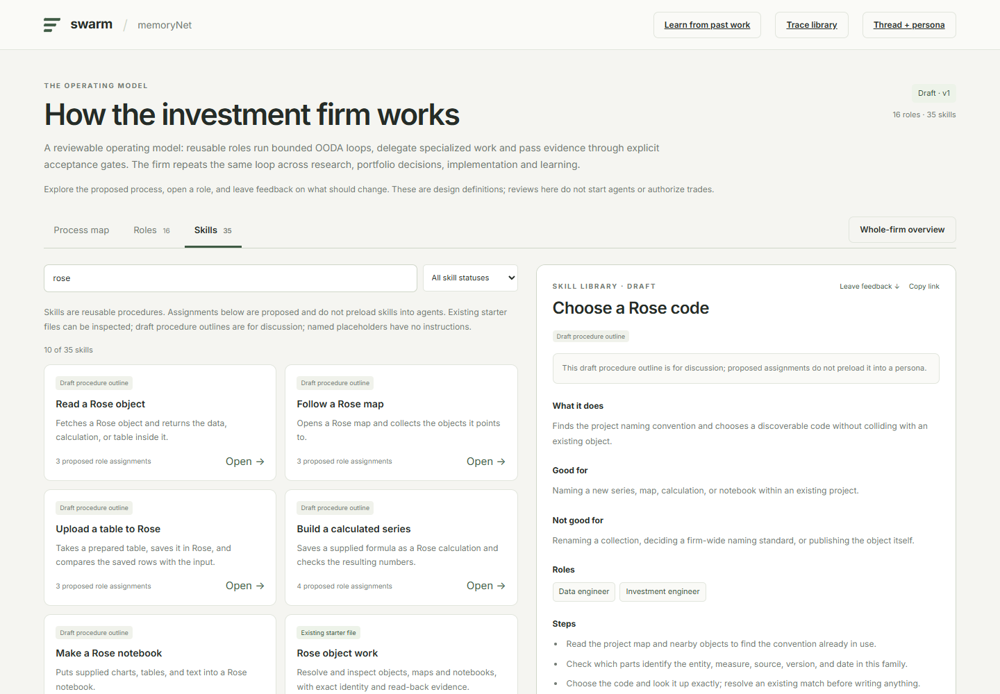 swarm / memoryNet
Learn from past work
Trace library
Thread + persona
THE OPERATING MODEL
How the investment firm works
Draft · v1
16 roles · 35 skills
A reviewable operating model: reusable roles run bounded OODA loops, delegate specialized work and pass evidence through explicit
acceptance gates. The firm repeats the same loop across research, portfolio decisions, implementation and learning.
Explore the proposed process, open a role, and leave feedback on what should change. These are design definitions; reviews here do not start agents or authorize trades.
Process map
Roles 16
Skills 35
Whole-firm overview
rose
All skill statuses
Skills are reusable procedures. Assignments below are proposed and do not preload skills into agents. Existing starter
files can be inspected; draft procedure outlines are for discussion; named placeholders have no instructions.
10 of 35 skills
Draft procedure outline
Read a Rose object
Fetches a Rose object and returns the data,
calculation, or table inside it.
3 proposed role assignments
Open →
Draft procedure outline
Follow a Rose map
Opens a Rose map and collects the objects it points
to.
3 proposed role assignments
Open →
Draft procedure outline
Upload a table to Rose
Takes a prepared table, saves it in Rose, and
compares the saved rows with the input.
3 proposed role assignments
Open →
Draft procedure outline
Build a calculated series
Saves a supplied formula as a Rose calculation and
checks the resulting numbers.
4 proposed role assignments
Open →
Draft procedure outline
Make a Rose notebook
Puts supplied charts, tables, and text into a Rose
notebook.
Existing starter file
Rose object work
Resolve and inspect objects, maps and notebooks,
with exact identity and read-back evidence.
SKILL LIBRARY · DRAFT
Leave feedback ↓
Copy link
Choose a Rose code
Draft procedure outline
This draft procedure outline is for discussion; proposed assignments do not preload it into a persona.
What it does
Finds the project naming convention and chooses a discoverable code without colliding with an
existing object.
Good for
Naming a new series, map, calculation, or notebook within an existing project.
Not good for
Renaming a collection, deciding a firm-wide naming standard, or publishing the object itself.
Roles
Data engineer
Investment engineer
Steps
• Read the project map and nearby objects to find the convention already in use.
• Check which parts identify the entity, measure, source, version, and date in this family.
• Choose the code and look it up exactly; resolve an existing match before writing anything.